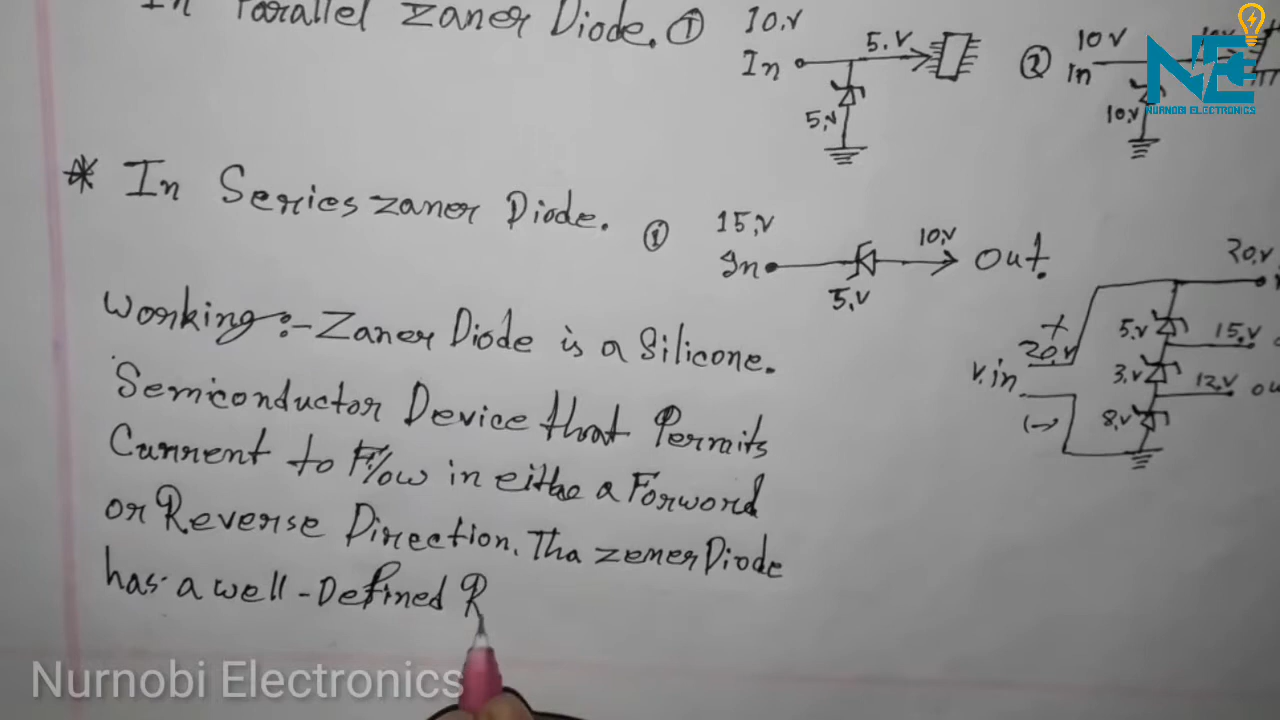 In Parallel Zaner Diode. ①
10,v
In
5,v
5,v
②
10V
In
10,v
NE
NURNOBI ELECTRONICS
* In Series zaner Diode.
①
15,v
In
5,v
10,v
Out.
Working:- Zaner Diode is a Silicone.
Semiconductor Device that Permits
Current to Flow in eithe a Forword
or Reverse Direction. Tha zener Diode
has a well-Defined R
20,v
+
20,v
V.in
(-)
5,v
15,v
3,v
12,v
8,v
Nurnobi Electronics